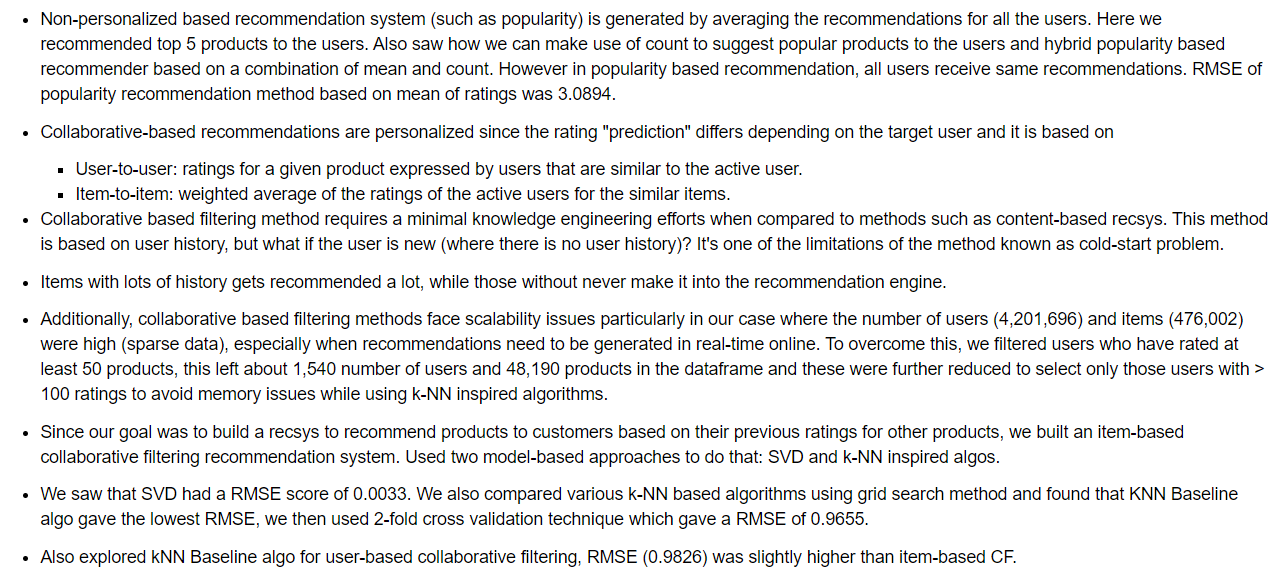 Non-personalized based recommendation system (such as popularity) is generated by averaging the recommendations for all the users. Here we
recommended top 5 products to the users. Also saw how we can make use of count to suggest popular products to the users and hybrid popularity based
recommender based on a combination of mean and count. However in popularity based recommendation, all users receive same recommendations. RMSE of
popularity recommendation method based on mean of ratings was 3.0894.
Collaborative-based recommendations are personalized since the rating "prediction" differs depending on the target user and it is based on
User-to-user: ratings for a given product expressed by users that are similar to the active user.
Item-to-item: weighted average of the ratings of the active users for the similar items.
Collaborative based filtering method requires a minimal knowledge engineering efforts when compared to methods such as content-based recsys. This method
is based on user history, but what if the user is new (where there is no user history)? It's one of the limitations of the method known as cold-start problem.
Items with lots of history gets recommended a lot, while those without never make it into the recommendation engine.
Additionally, collaborative based filtering methods face scalability issues particularly in our case where the number of users (4,201,696) and items (476,002)
were high (sparse data), especially when recommendations need to be generated in real-time online. To overcome this, we filtered users who have rated at
least 50 products, this left about 1,540 number of users and 48,190 products in the dataframe and these were further reduced to select only those users with >
100 ratings to avoid memory issues while using k-NN inspired algorithms.
Since our goal was to build a recsys to recommend products to customers based on their previous ratings for other products, we built an item-based
collaborative filtering recommendation system. Used two model-based approaches to do that: SVD and k-NN inspired algos.
We saw that SVD had a RMSE score of 0.0033. We also compared various k-NN based algorithms using grid search method and found that KNN Baseline
algo gave the lowest RMSE, we then used 2-fold cross validation technique which gave a RMSE of 0.9655.
Also explored kNN Baseline algo for user-based collaborative filtering, RMSE (0.9826) was slightly higher than item-based CF.